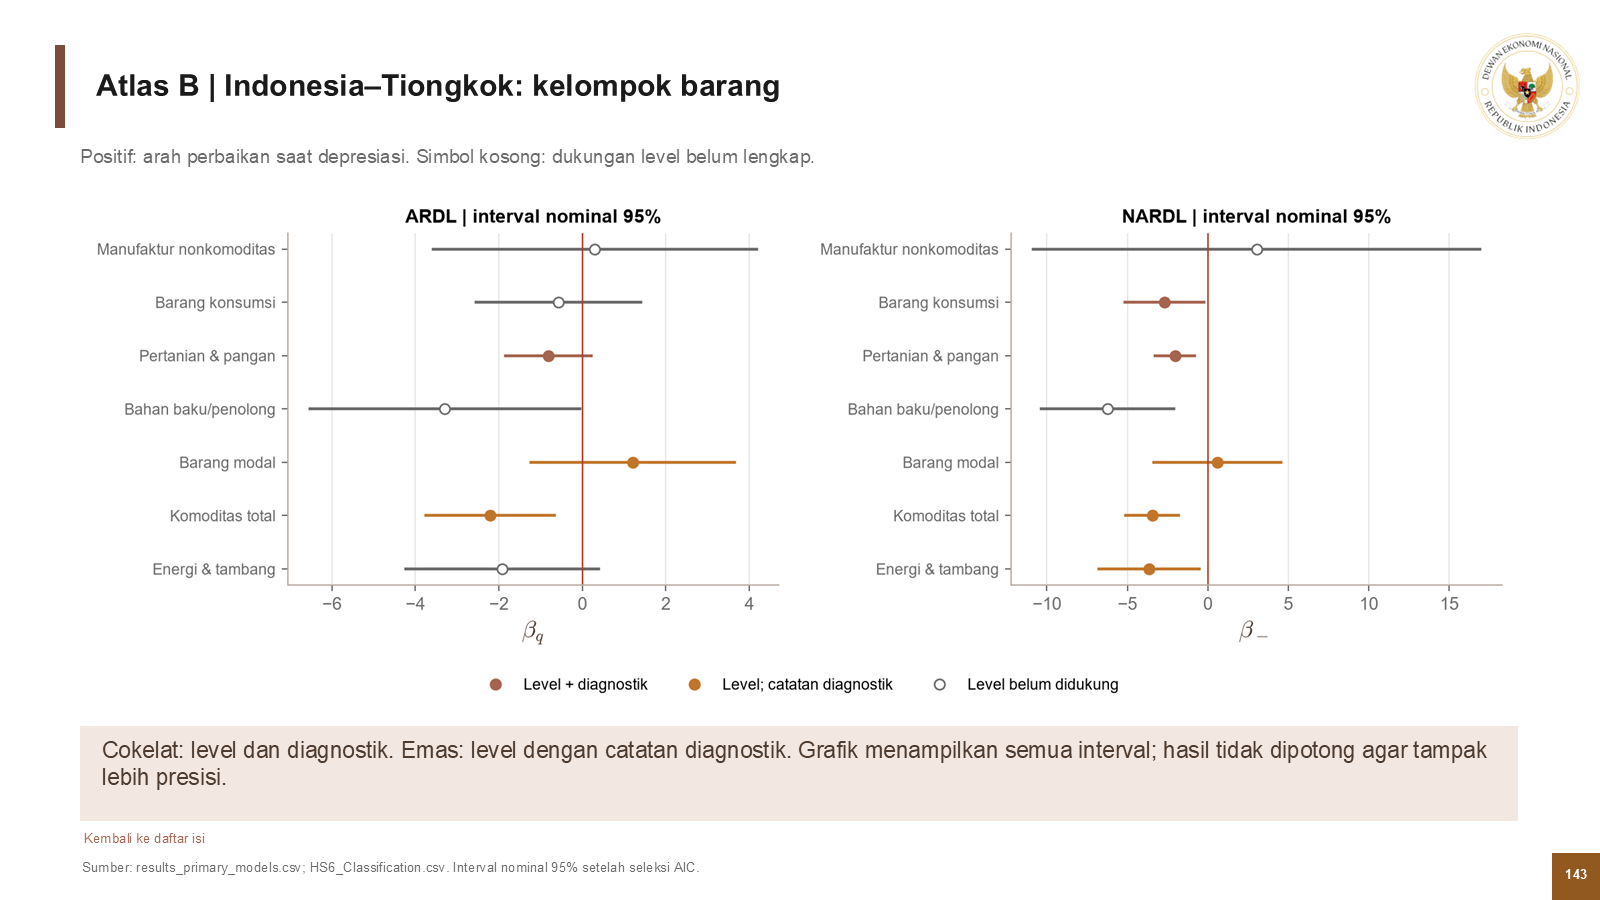 Atlas B | Indonesia–Tiongkok: kelompok barang
DEWAN EKONOMI NASIONAL
REPUBLIK INDONESIA
Positif: arah perbaikan saat depresiasi. Simbol kosong: dukungan level belum lengkap.
ARDL | interval nominal 95%
Manufaktur nonkomoditas
Barang konsumsi
Pertanian & pangan
Bahan baku/penolong
Barang modal
Komoditas total
Energi & tambang
−6 −4 −2 0 2 4
βq
NARDL | interval nominal 95%
Manufaktur nonkomoditas
Barang konsumsi
Pertanian & pangan
Bahan baku/penolong
Barang modal
Komoditas total
Energi & tambang
−10 −5 0 5 10 15
β−
Level + diagnostik Level; catatan diagnostik Level belum didukung
Cokelat: level dan diagnostik. Emas: level dengan catatan diagnostik. Grafik menampilkan semua interval; hasil tidak dipotong agar tampak
lebih presisi.
Kembali ke daftar isi
Sumber: results_primary_models.csv; HS6_Classification.csv. Interval nominal 95% setelah seleksi AIC.
143